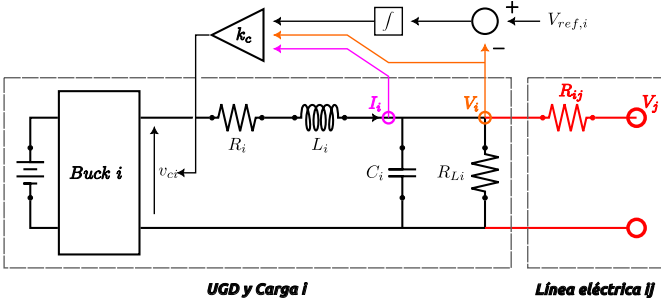 +
V_{ref,i}
k_c
∫
−
I_i
V_i
R_{ij}
V_j
Buck i
v_{ci}
R_i
L_i
C_i
R_{Li}
UGD y Carga i
Línea eléctrica ij